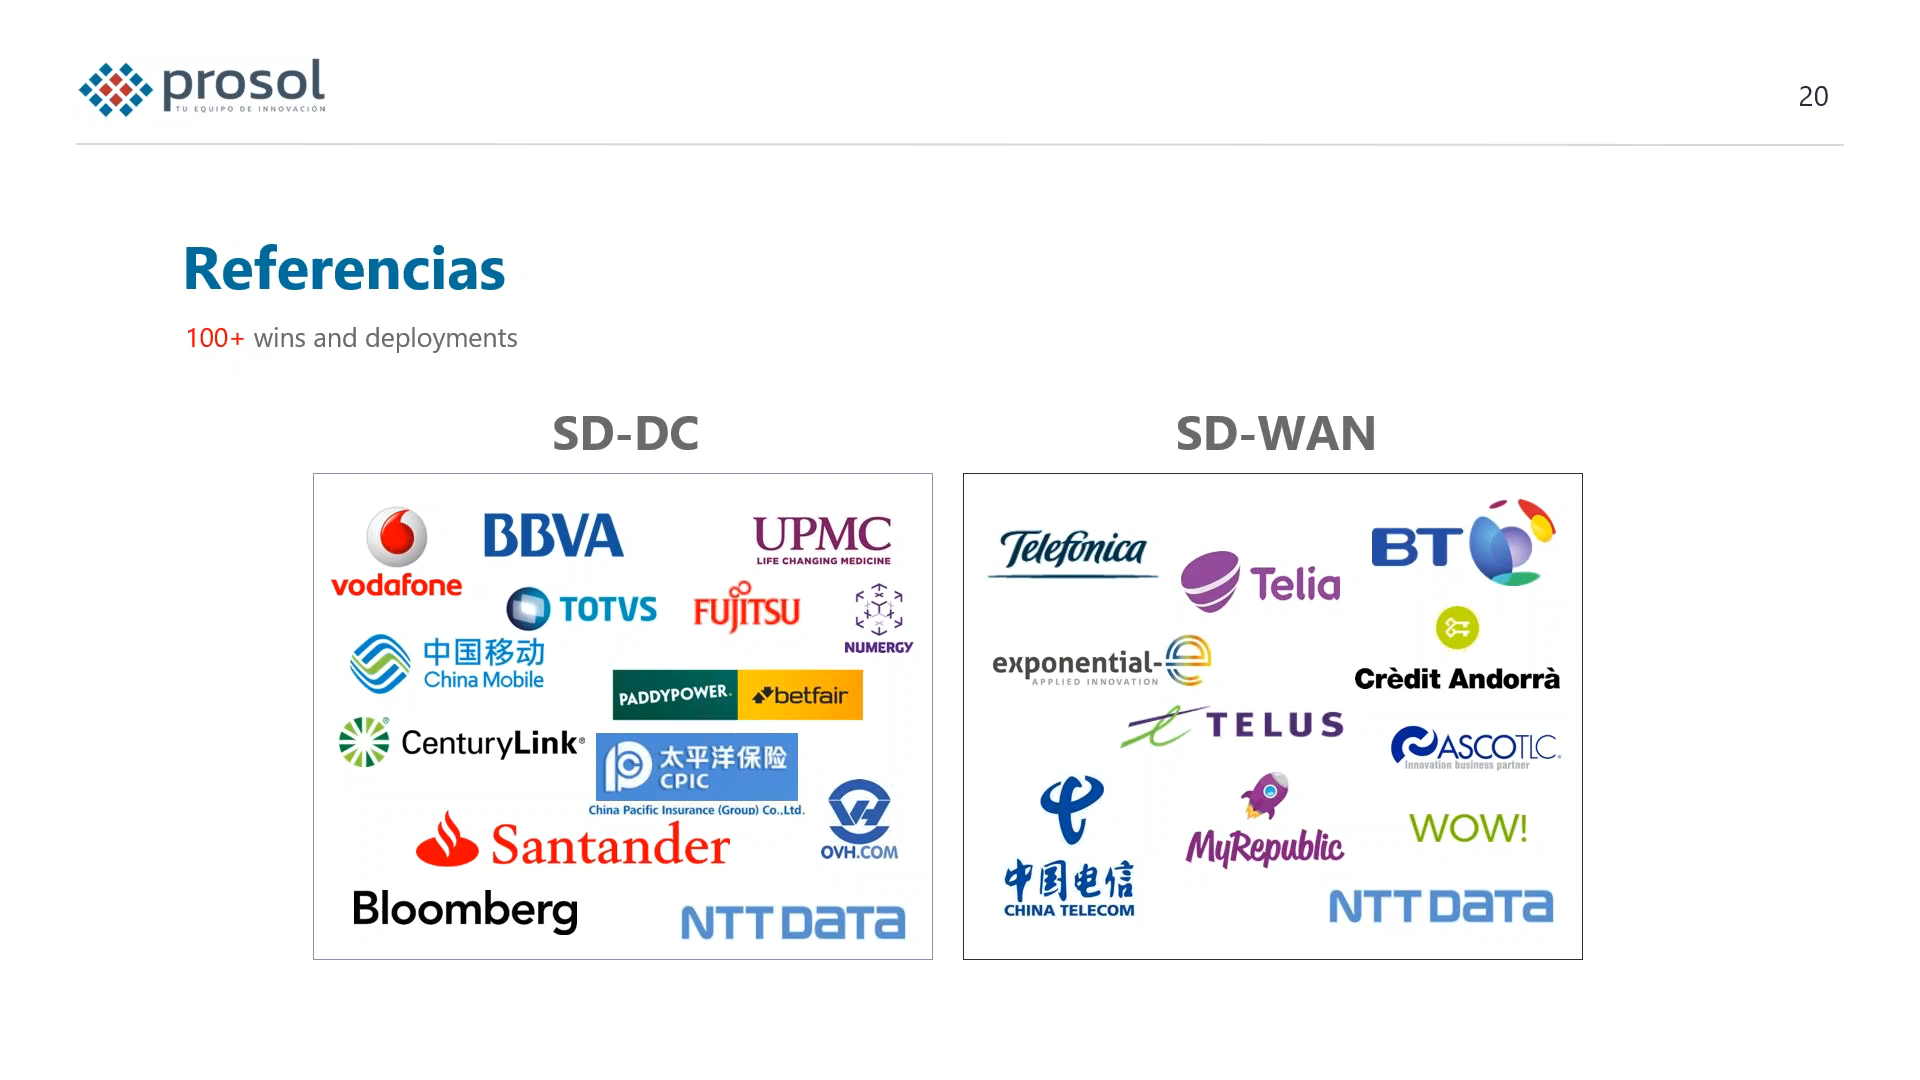 prosol
TU EQUIPO DE INNOVACIÓN
20
Referencias
100+ wins and deployments
SD-DC
vodafone
BBVA
UPMC
LIFE CHANGING MEDICINE
TOTVS
FUJITSU
NUMERGY
中国移动
China Mobile
PADDYPOWER.
betfair
CenturyLink®
太平洋保险
CPIC
China Pacific Insurance (Group) Co.,Ltd.
OVH.COM
Santander
Bloomberg
NTT DATA
SD-WAN
Telefónica
Telia
BT
exponential-e
APPLIED INNOVATION
Crèdit Andorrà
TELUS
ASCOTLC.
Innovation business partner
中国电信
CHINA TELECOM
MyRepublic
WOW!
NTT DATA